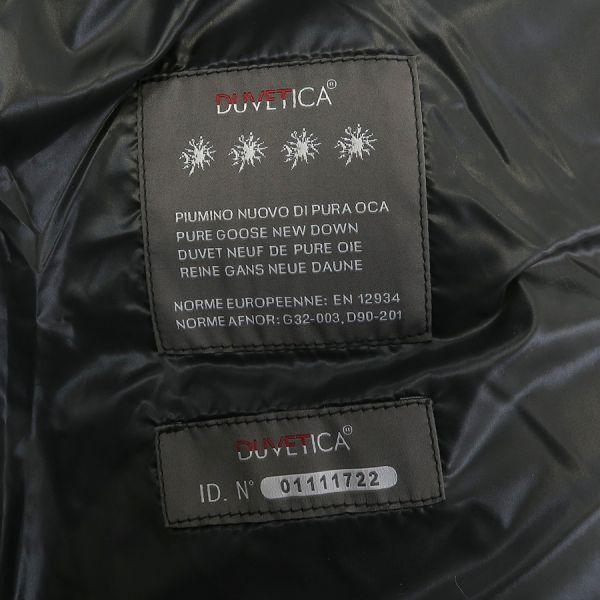 DUVETICA®
PIUMINO NUOVO DI PURA OCA
PURE GOOSE NEW DOWN
DUVET NEUF DE PURE OIE
REINE GANS NEUE DAUNE
NORME EUROPEENNE: EN 12934
NORME AFNOR: G32-003, D90-201
DUVETICA®
ID. N° 01111722